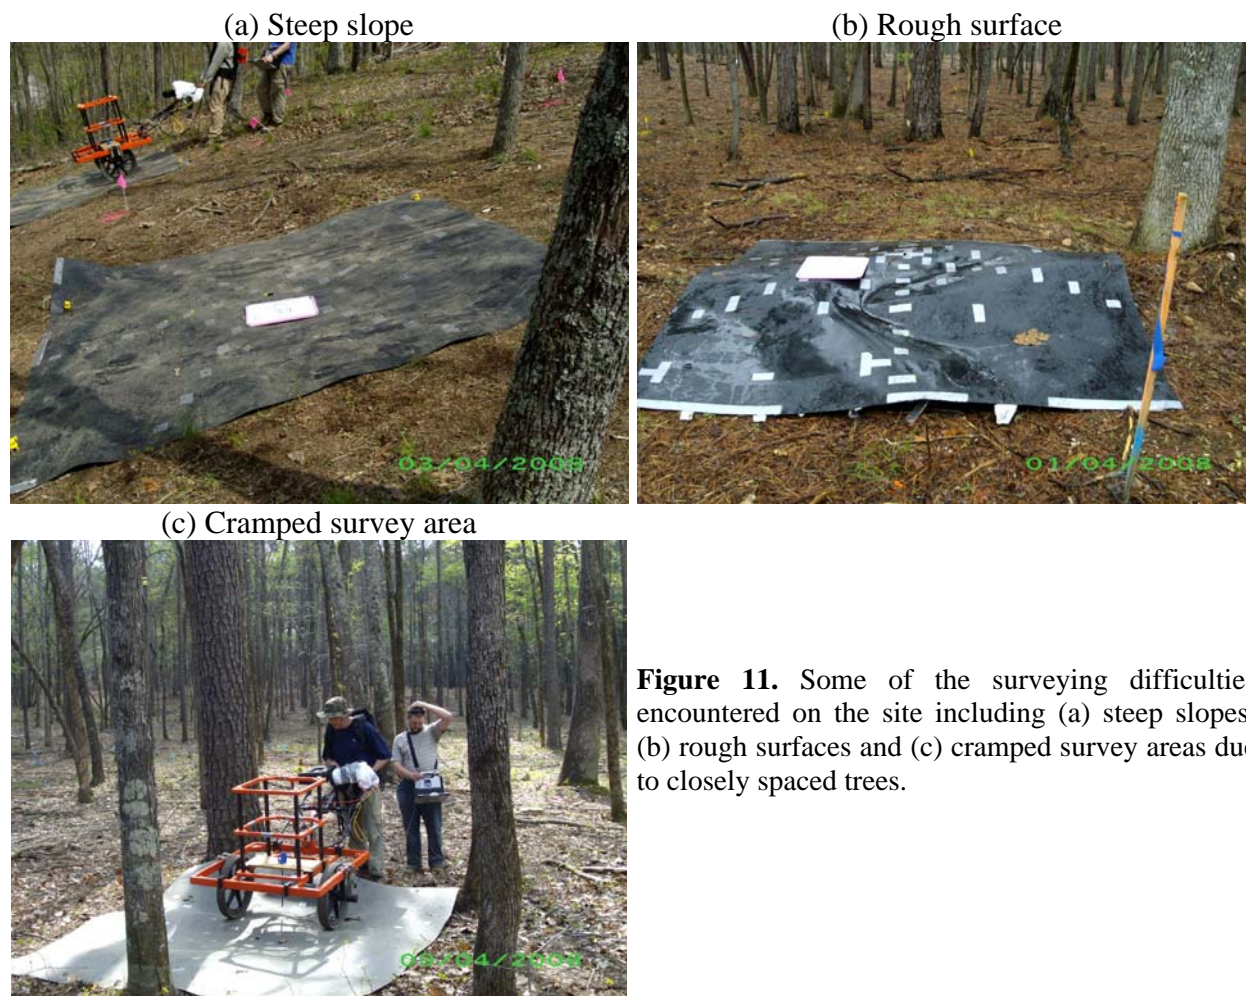 (a) Steep slope
(b) Rough surface
03/04/2008
01/04/2008
(c) Cramped survey area
Figure 11. Some of the surveying difficultie
encountered on the site including (a) steep slopes
(b) rough surfaces and (c) cramped survey areas du
to closely spaced trees.
09/04/2008